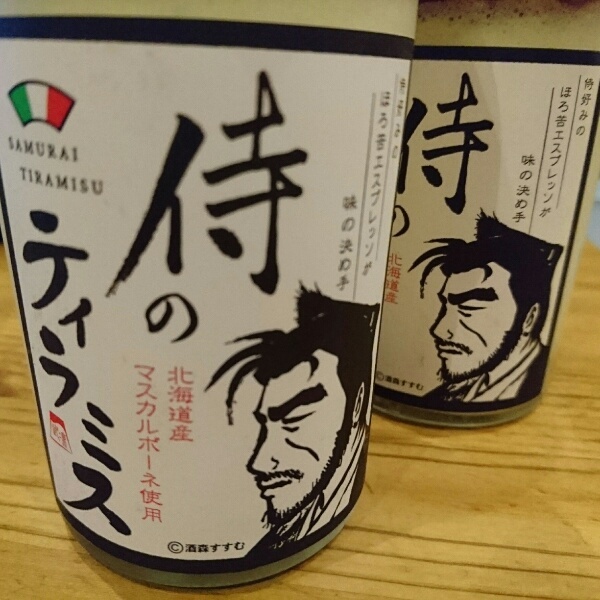 SAMURAI
TIRAMISU
侍好みの
ほろ苦エスプレッソが
味の決め手
侍の
ティラミス
北海道産
マスカルポーネ使用
©酒森すすむ
侍好みの
ほろ苦エスプレッソが
味の決め手
侍の
北海道産
©酒森すすむ